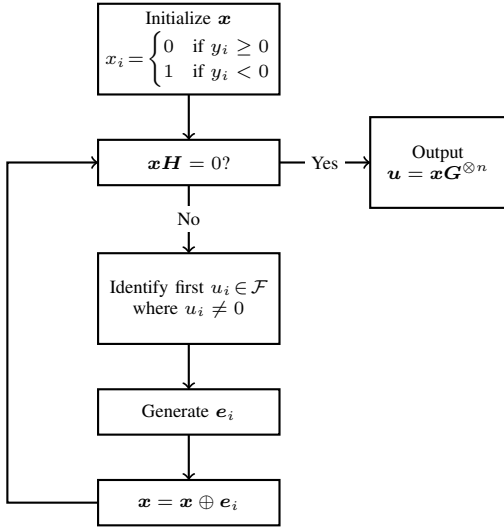 Initialize x
x_i = { 0 if y_i ≥ 0
1 if y_i < 0
xH = 0?
Yes
Output
u = xG^{⊗n}
No
Identify first u_i ∈ F
where u_i ≠ 0
Generate e_i
x = x ⊕ e_i